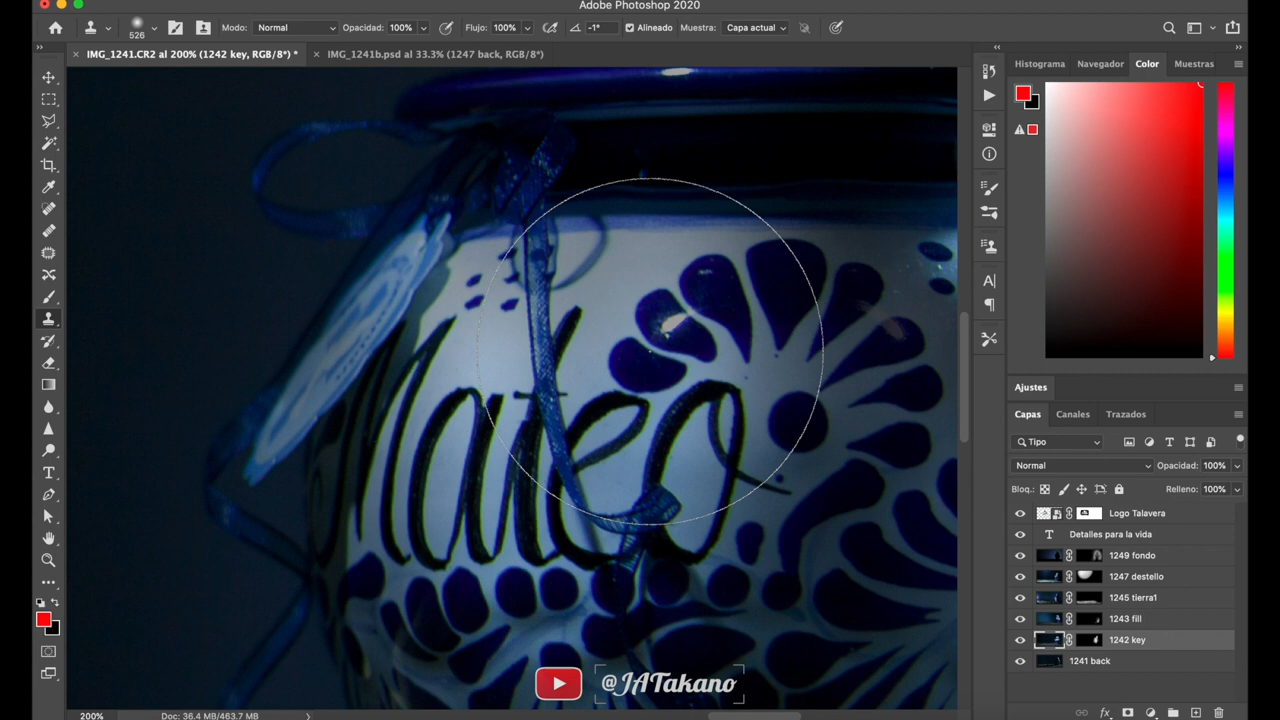 Adobe Photoshop 2020
526
Modo: Normal Opacidad: 100% Flujo: 100% -1° Alineado Muestra: Capa actual
IMG_1241.CR2 al 200% (1242 key, RGB/8*) * IMG_1241b.psd al 33.3% (1247 back, RGB/8*)
Histograma Navegador Color Muestras
Mateo
Ajustes
Capas Canales Trazados
Tipo
Normal Opacidad: 100%
Bloq.: Relleno: 100%
Logo Talavera
T Detalles para la vida
1249 fondo
1247 destello
1245 tierra1
1243 fill
1242 key
1241 back
@JATakano
200% Doc: 36.4 MB/463.7 MB